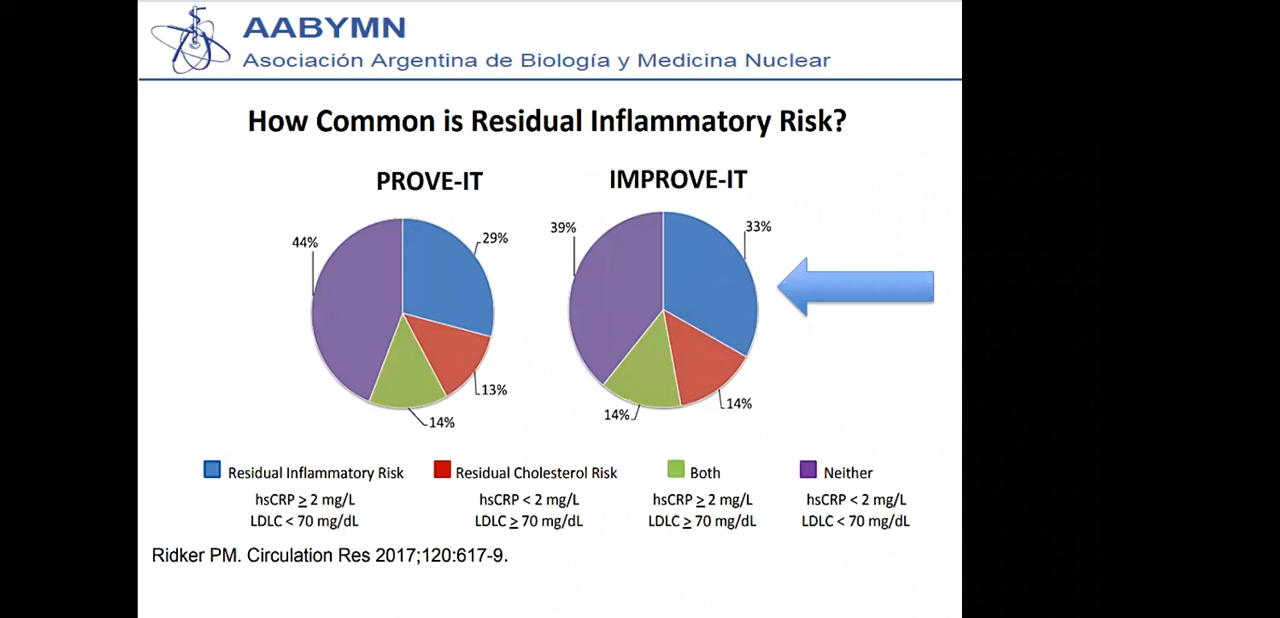 AABYMN
Asociación Argentina de Biología y Medicina Nuclear
How Common is Residual Inflammatory Risk?
PROVE-IT
44%
29%
13%
14%
IMPROVE-IT
39%
33%
14%
14%
Residual Inflammatory Risk
hsCRP ≥ 2 mg/L
LDLC < 70 mg/dL
Residual Cholesterol Risk
hsCRP < 2 mg/L
LDLC ≥ 70 mg/dL
Both
hsCRP ≥ 2 mg/L
LDLC ≥ 70 mg/dL
Neither
hsCRP < 2 mg/L
LDLC < 70 mg/dL
Ridker PM. Circulation Res 2017;120:617-9.